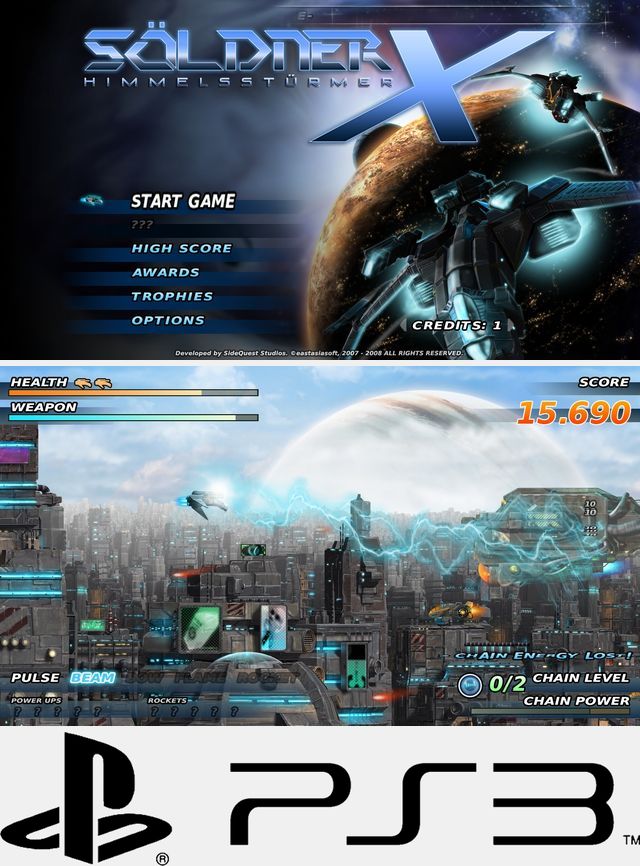 SÖLDNER X
HIMMELSSTÜRMER
START GAME
???
HIGH SCORE
AWARDS
TROPHIES
OPTIONS
CREDITS: 1
Developed by SideQuest Studios. ©eastasiasoft, 2007 - 2008 ALL RIGHTS RESERVED.
HEALTH
SCORE
WEAPON
15.690
CHAIN ENERGY LOST!
PULSE BEAM
0/2 CHAIN LEVEL
POWER UPS
ROCKETS
CHAIN POWER
? ? ? ? ?
? ? ? ? ?
PS3
®
TM